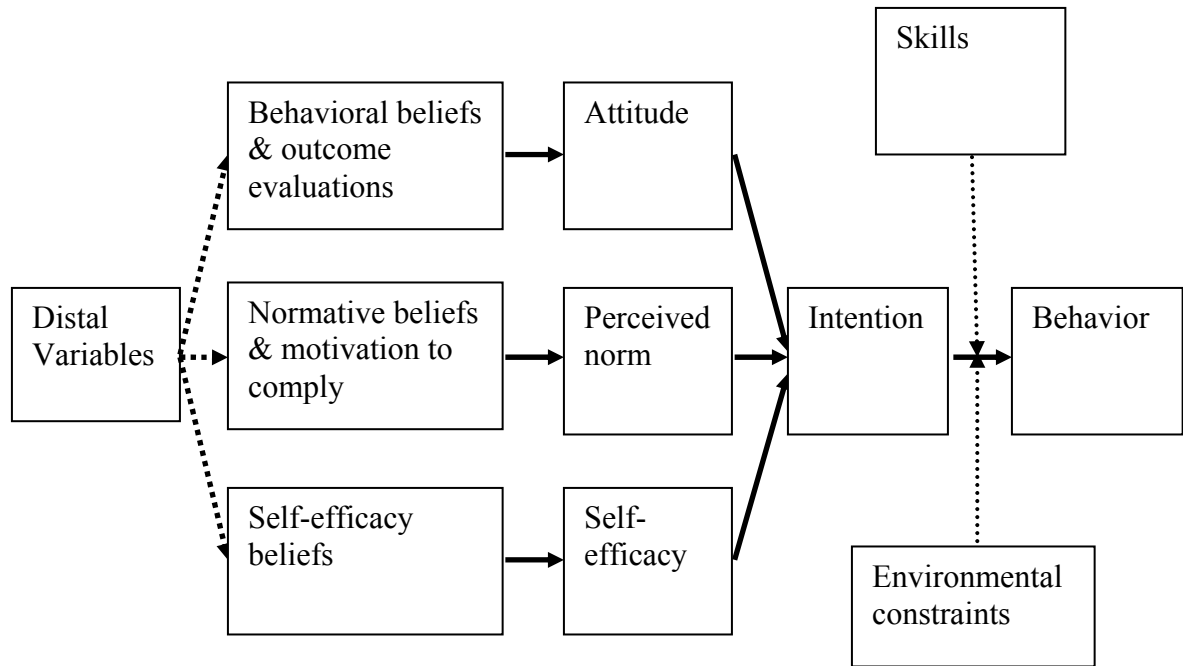 Skills
Behavioral beliefs
& outcome
evaluations
Attitude
Distal
Variables
Normative beliefs
& motivation to
comply
Perceived
norm
Intention
Behavior
Self-efficacy
beliefs
Self-
efficacy
Environmental
constraints